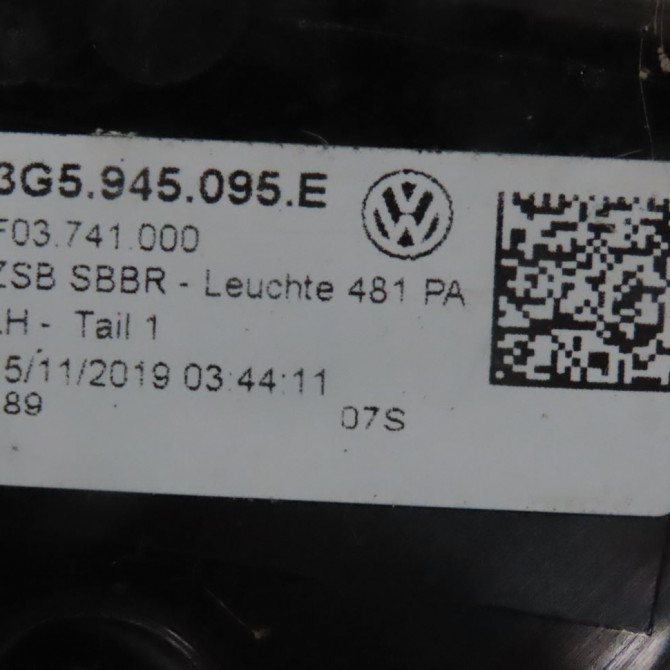 3G5.945.095.E
F03.741.000
ZSB SBBR - Leuchte 481 PA
LH - Tail 1
5/11/2019 03:44:11
89
07S